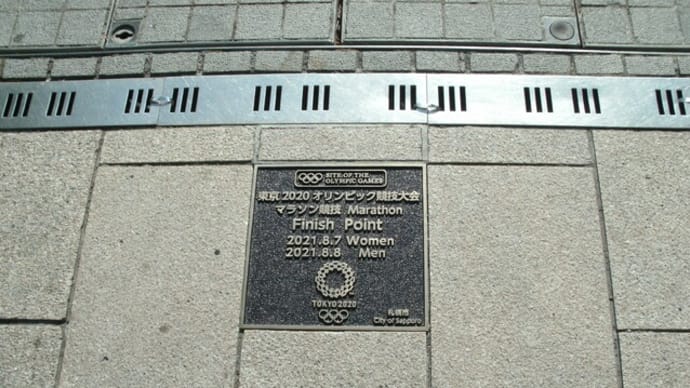 SITE OF THE
OLYMPIC GAMES
東京 2020 オリンピック競技大会
マラソン競技 Marathon
Finish Point
2021.8.7 Women
2021.8.8 Men
TOKYO 2020
札幌市
City of Sapporo